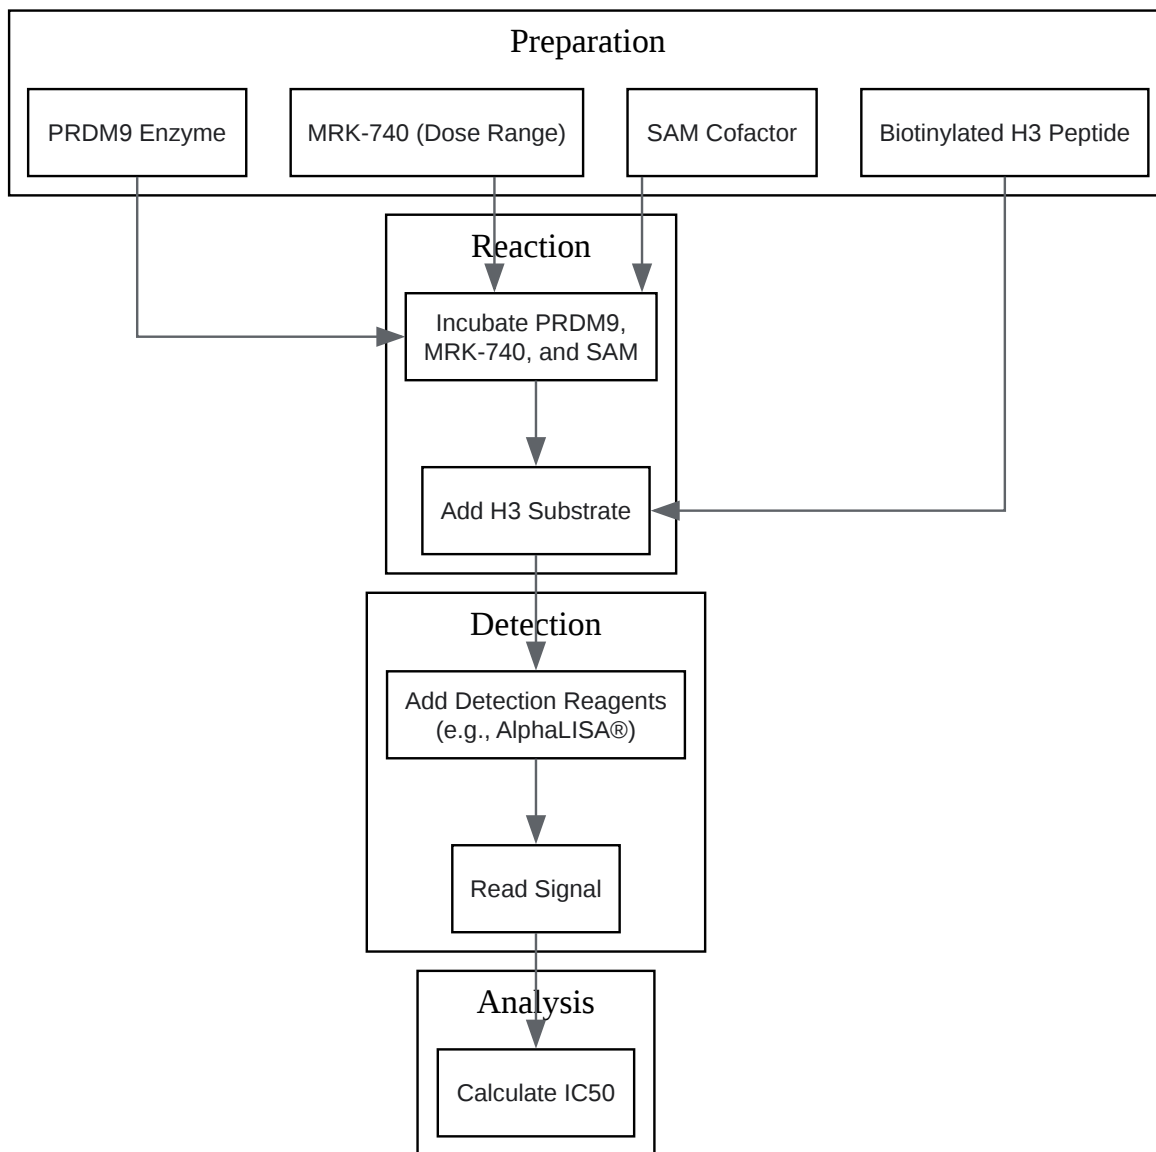 Preparation
PRDM9 Enzyme
MRK-740 (Dose Range)
SAM Cofactor
Biotinylated H3 Peptide
Reaction
Incubate PRDM9,
MRK-740, and SAM
Add H3 Substrate
Detection
Add Detection Reagents
(e.g., AlphaLISA®)
Read Signal
Analysis
Calculate IC50